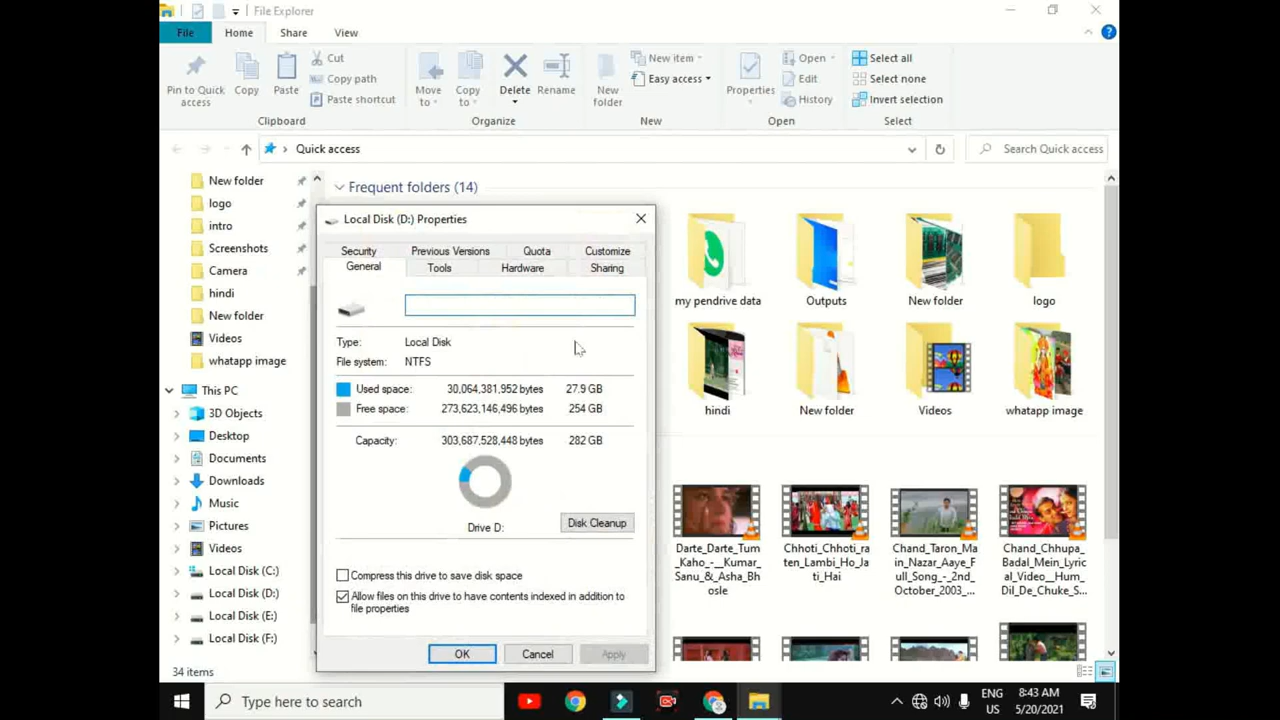 File Explorer
File Home Share View
Pin to Quick access
Copy
Paste
Cut
Copy path
Paste shortcut
Clipboard
Move to
Copy to
Delete
Rename
Organize
New folder
New item
Easy access
New
Properties
Open
Edit
History
Open
Select all
Select none
Invert selection
Select
Quick access
Search Quick access
New folder
logo
intro
Screenshots
Camera
hindi
New folder
Videos
whatapp image
This PC
3D Objects
Desktop
Documents
Downloads
Music
Pictures
Videos
Local Disk (C:)
Local Disk (D:)
Local Disk (E:)
Local Disk (F:)
34 items
Frequent folders (14)
Local Disk (D:) Properties
Security Previous Versions Quota Customize
General Tools Hardware Sharing
Type: Local Disk
File system: NTFS
Used space: 30,064,381,952 bytes 27.9 GB
Free space: 273,623,146,496 bytes 254 GB
Capacity: 303,687,528,448 bytes 282 GB
Drive D:
Disk Cleanup
Compress this drive to save disk space
Allow files on this drive to have contents indexed in addition to
file properties
OK Cancel Apply
my pendrive data
Outputs
New folder
logo
hindi
New folder
Videos
whatapp image
Darte_Darte_Tum
_Kaho_-__Kumar_
Sanu_&_Asha_Bh
osle
Chhoti_Chhoti_ra
ten_Lambi_Ho_Ja
ti_Hai
Chand_Taron_Ma
in_Nazar_Aaye_F
ull_Song_-_2nd_
October_2003_...
Chand_Chhupa_
Badal_Mein_Lyric
al_Video__Hum_
Dil_De_Chuke_S...
Type here to search
ENG
US
8:43 AM
5/20/2021